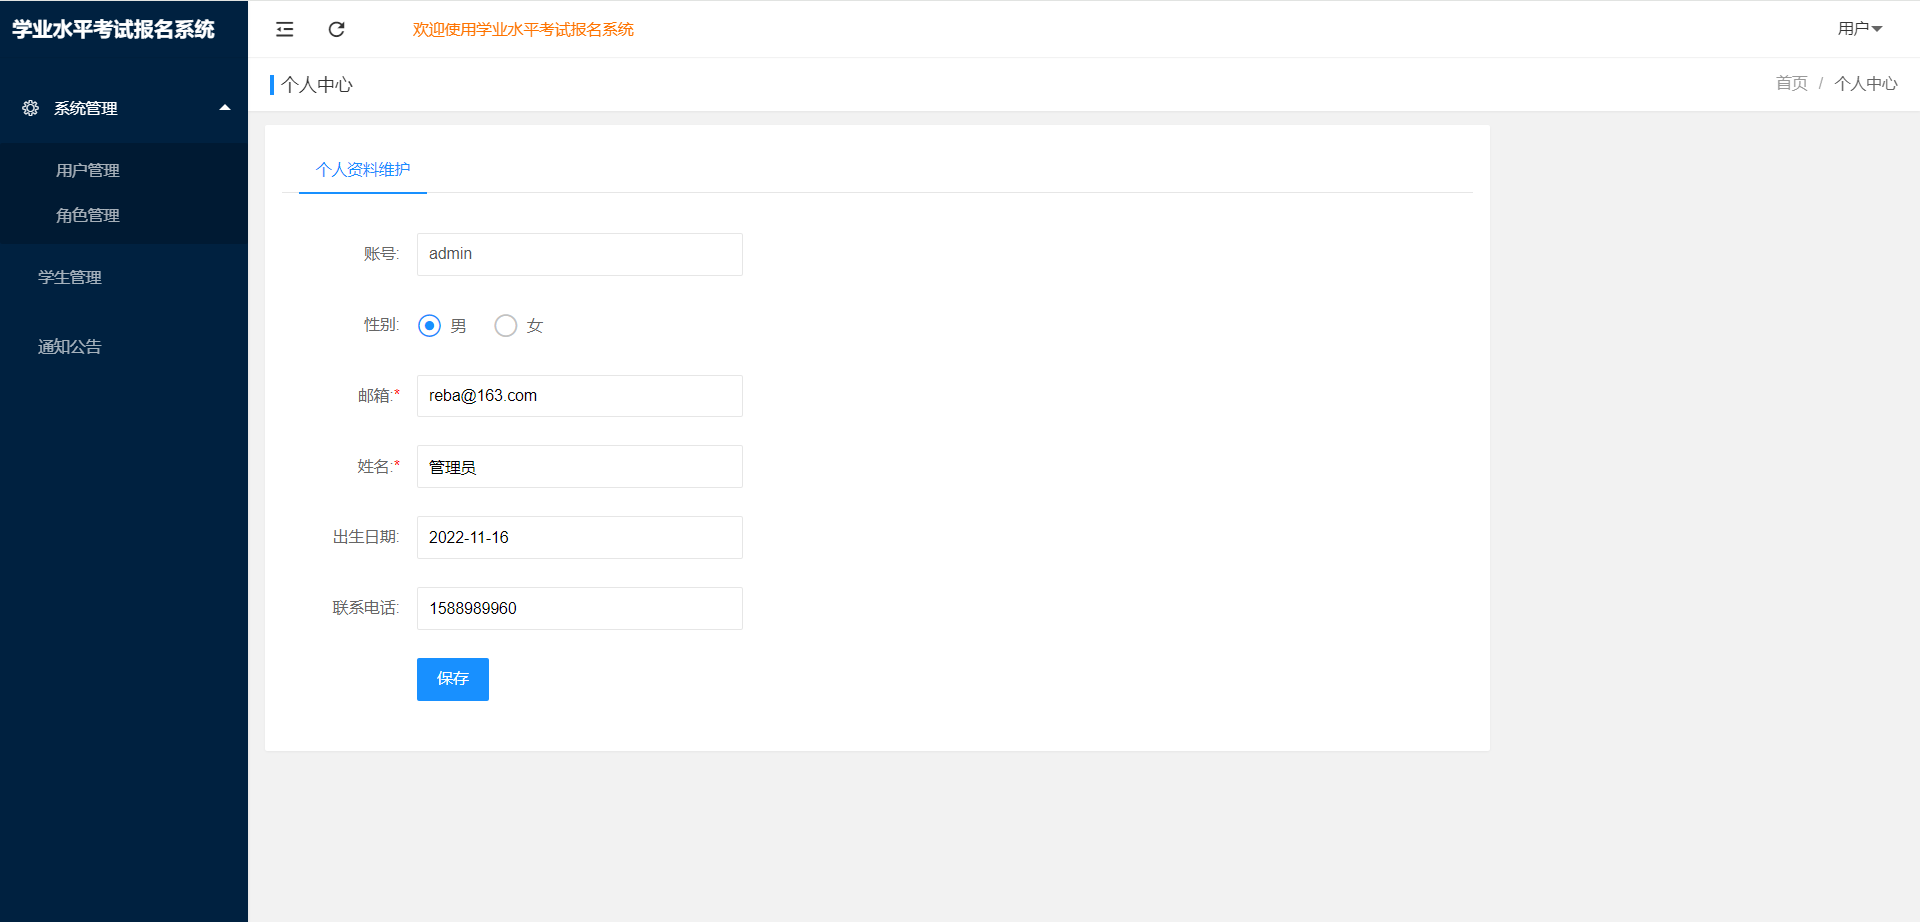 学业水平考试报名系统
欢迎使用学业水平考试报名系统
用户
个人中心
首页 / 个人中心
系统管理
用户管理
角色管理
学生管理
通知公告
个人资料维护
账号: admin
性别: 男 女
邮箱:* reba@163.com
姓名:* 管理员
出生日期: 2022-11-16
联系电话: 1588989960
保存